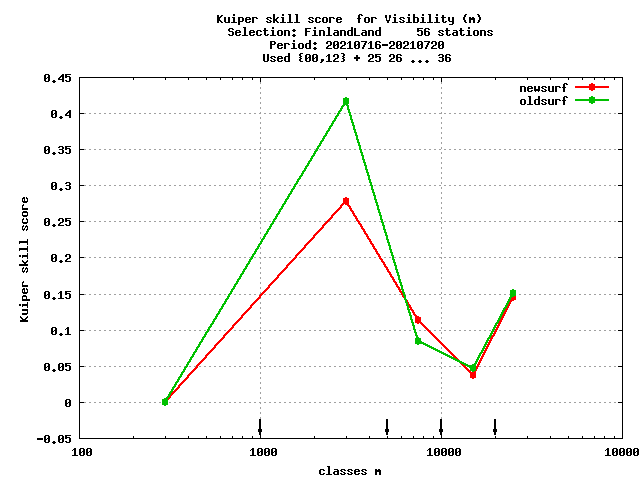 Kuiper skill score  for Visibility (m)
Selection: FinlandLand     56 stations
Period: 20210716-20210720
Used {00,12} + 25 26 ... 36
newsurf
oldsurf
0.45
0.4
0.35
0.3
0.25
0.2
0.15
0.1
0.05
0
-0.05
Kuiper skill score
100 1000 10000 10000
classes m